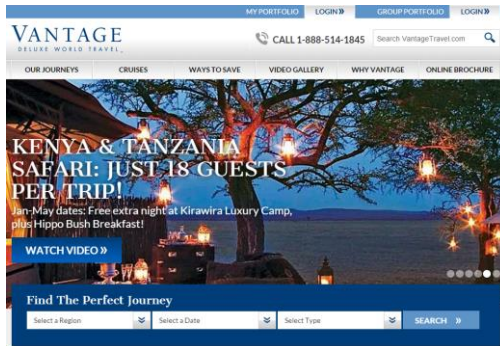 MY PORTFOLIO LOGIN» GROUP PORTFOLIO LOGIN»
VANTAGE
DELUXE WORLD TRAVEL
CALL 1-888-514-1845 Search VantageTravel.com
OUR JOURNEYS CRUISES WAYS TO SAVE VIDEO GALLERY WHY VANTAGE ONLINE BROCHURE
KENYA & TANZANIA
SAFARI: JUST 18 GUESTS
PER TRIP!
Jan-May dates: Free extra night at Kirawira Luxury Camp,
plus Hippo Bush Breakfast!
WATCH VIDEO »
Find The Perfect Journey
Select a Region Select a Date Select Type SEARCH »